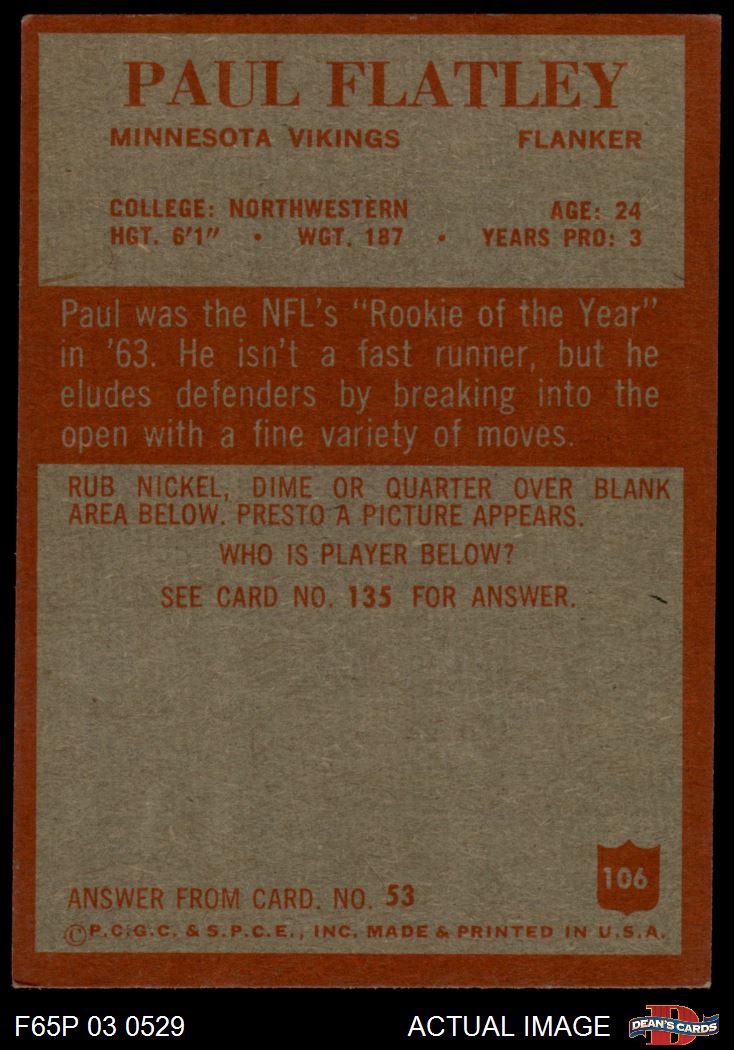 PAUL FLATLEY
MINNESOTA VIKINGS FLANKER
COLLEGE: NORTHWESTERN AGE: 24
HGT. 6'1" • WGT. 187 • YEARS PRO: 3
Paul was the NFL's "Rookie of the Year"
in '63. He isn't a fast runner, but he
eludes defenders by breaking into the
open with a fine variety of moves.
RUB NICKEL, DIME OR QUARTER OVER BLANK
AREA BELOW. PRESTO A PICTURE APPEARS.
WHO IS PLAYER BELOW?
SEE CARD NO. 135 FOR ANSWER.
106
ANSWER FROM CARD. NO. 53
©P.C.G.C. & S.P.C.E., INC. MADE & PRINTED IN U.S.A.
F65P 03 0529 ACTUAL IMAGE D DEAN'S CARDS